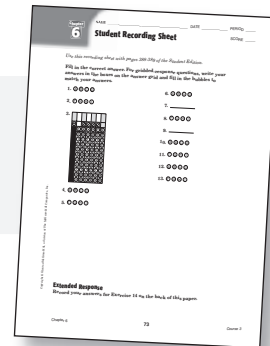 Chapter
6
NAME
DATE
PERIOD
SCORE
Student Recording Sheet
Use this recording sheet with pages of the Student Edition.
Fill in the correct answer. For gridded-response questions, write your
answers in the boxes on the answer grid and fill in the bubbles to
match your answers.
1.
2.
3.
4.
5.
6.
7.
8.
9.
10.
11.
12.
13.
Extended Response
Record your answers for Exercise 14 on the back of this paper.
Chapter 6
73
Course 3